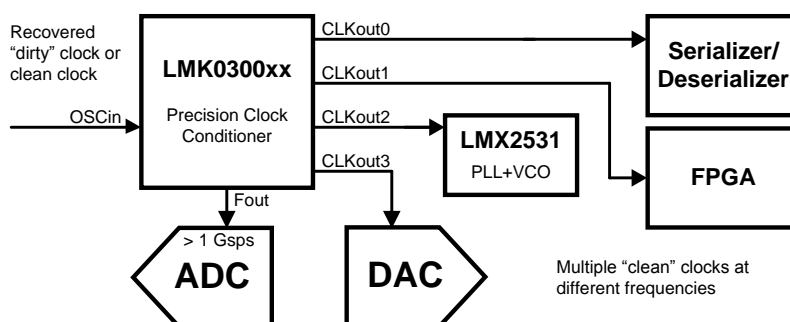 Recovered
“dirty” clock or
clean clock
OSCin
LMK0300xx
Precision Clock
Conditioner
CLKout0
CLKout1
CLKout2
CLKout3
Fout
Serializer/
Deserializer
LMX2531
PLL+VCO
FPGA
> 1 Gsps
ADC
DAC
Multiple “clean” clocks at
different frequencies